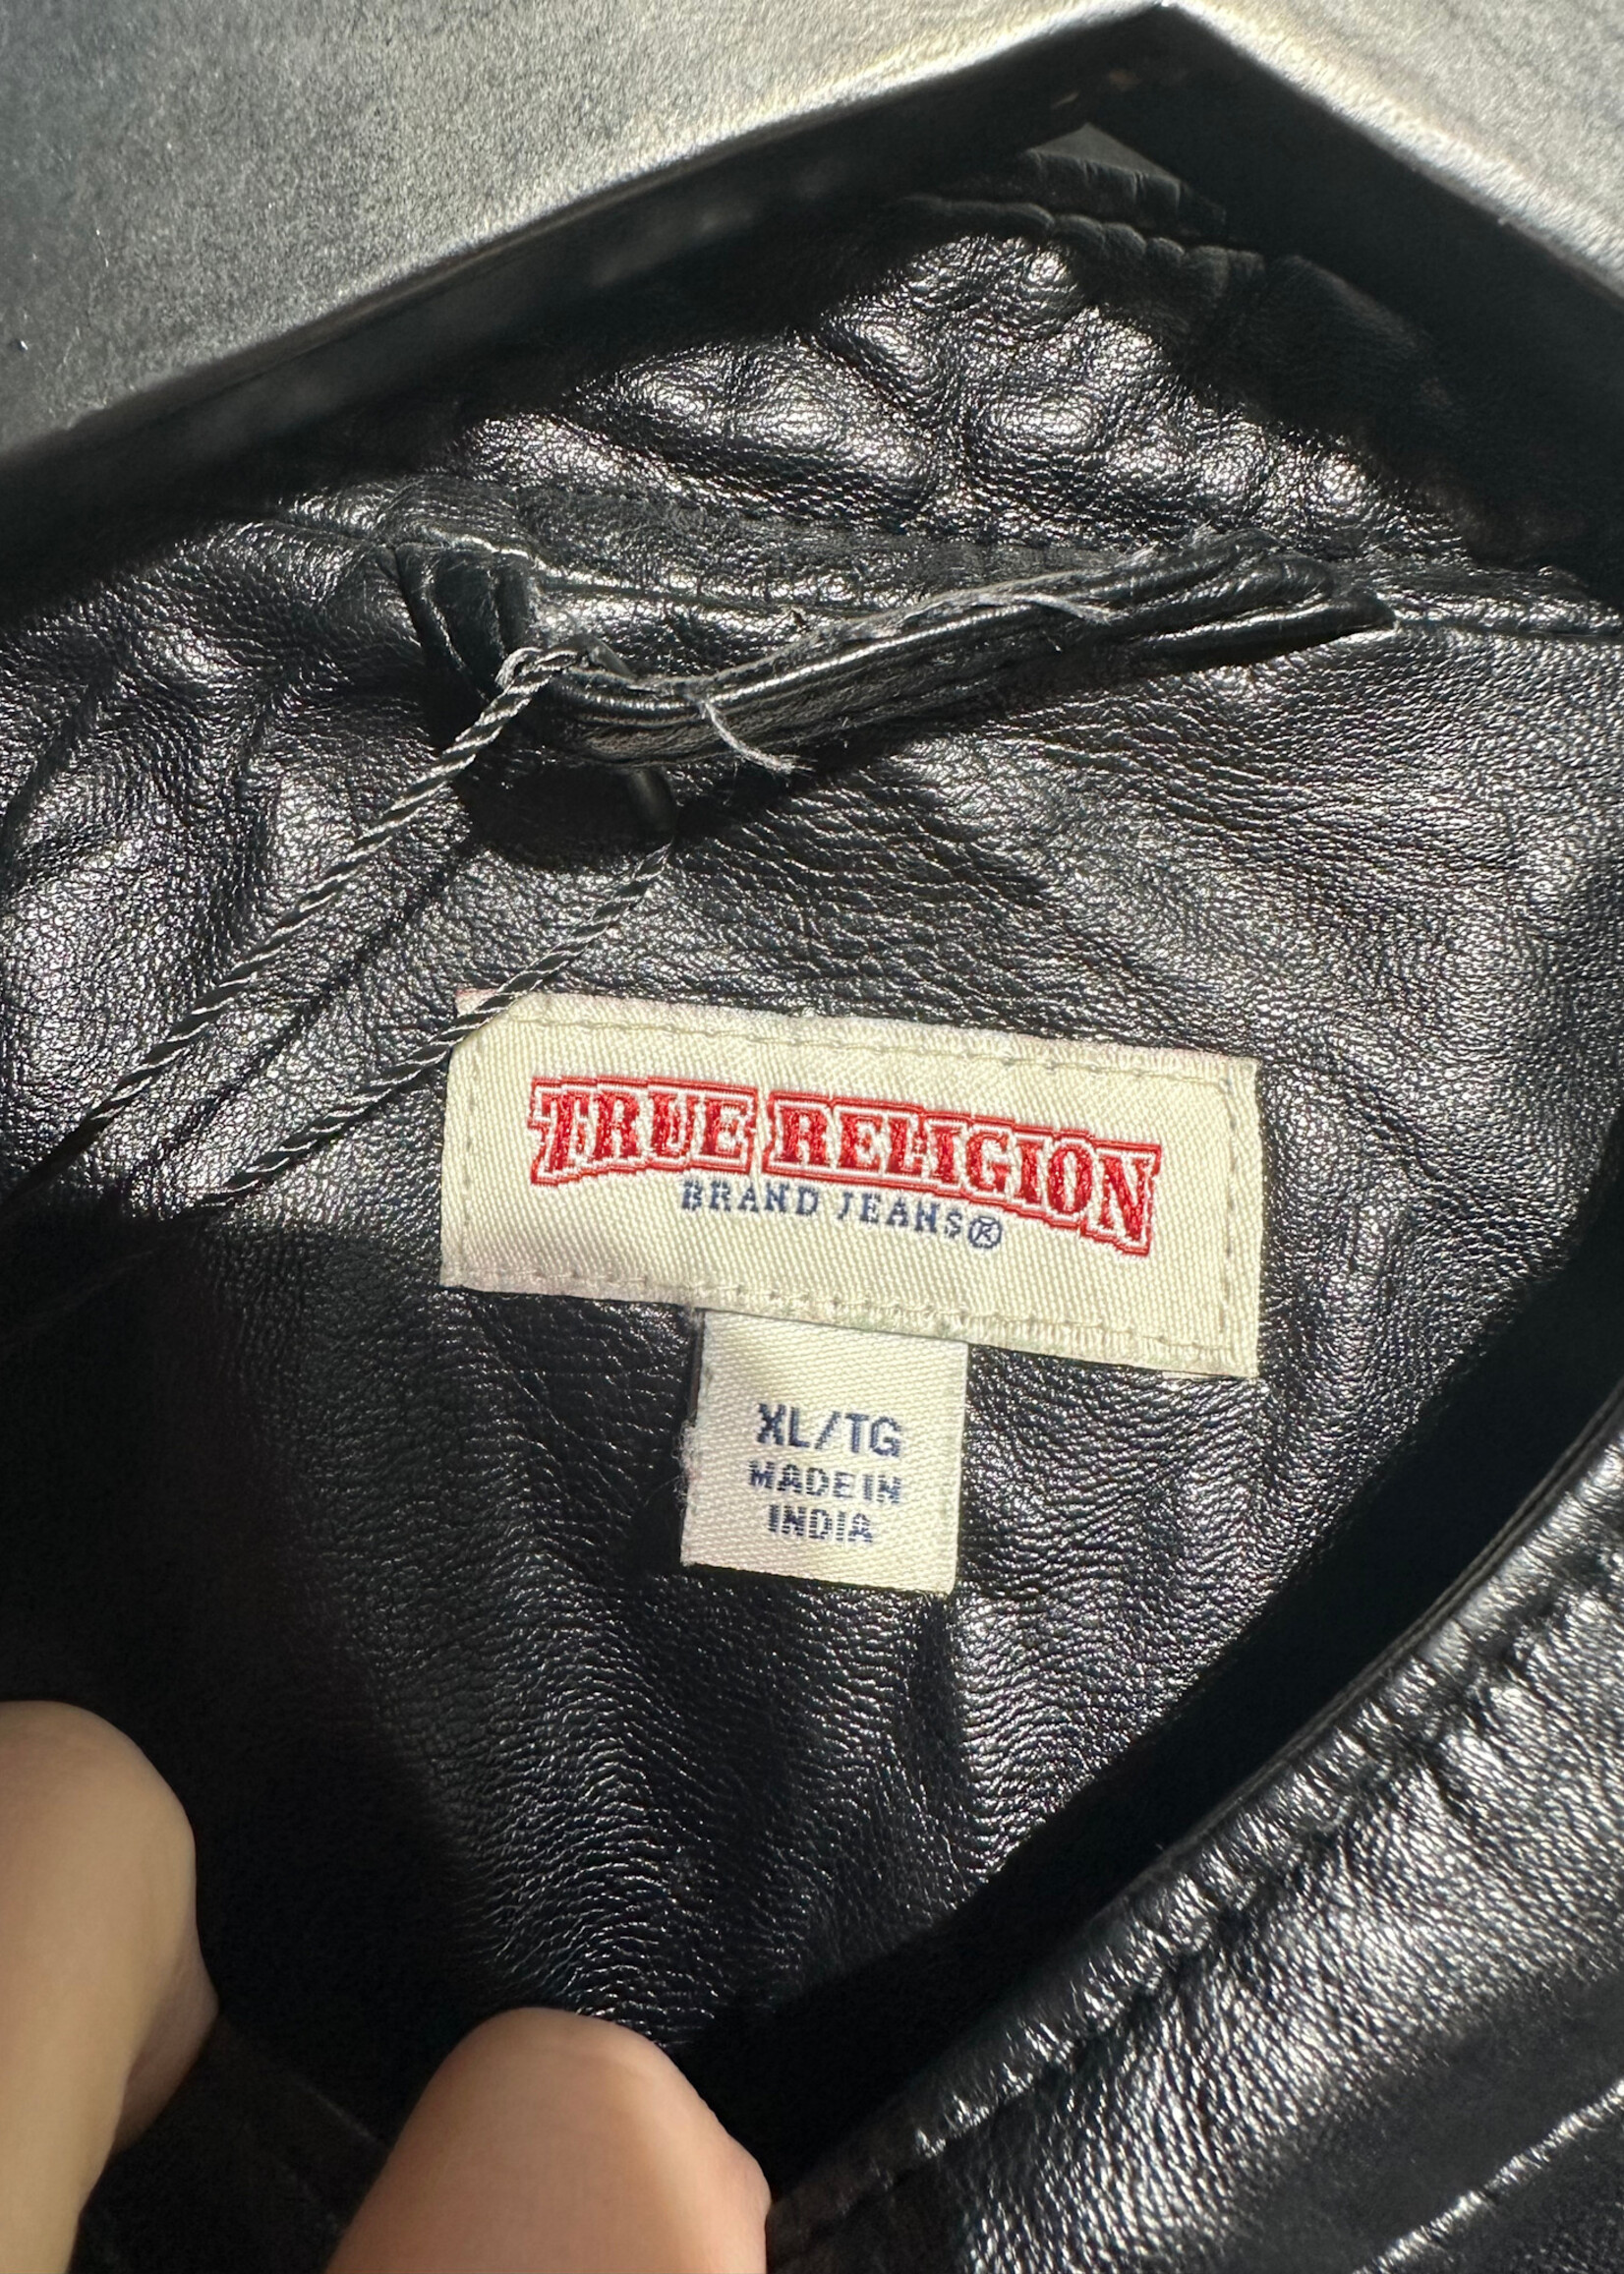 TRUE RELIGION
BRAND JEANS®
XL/TG
MADE IN
INDIA